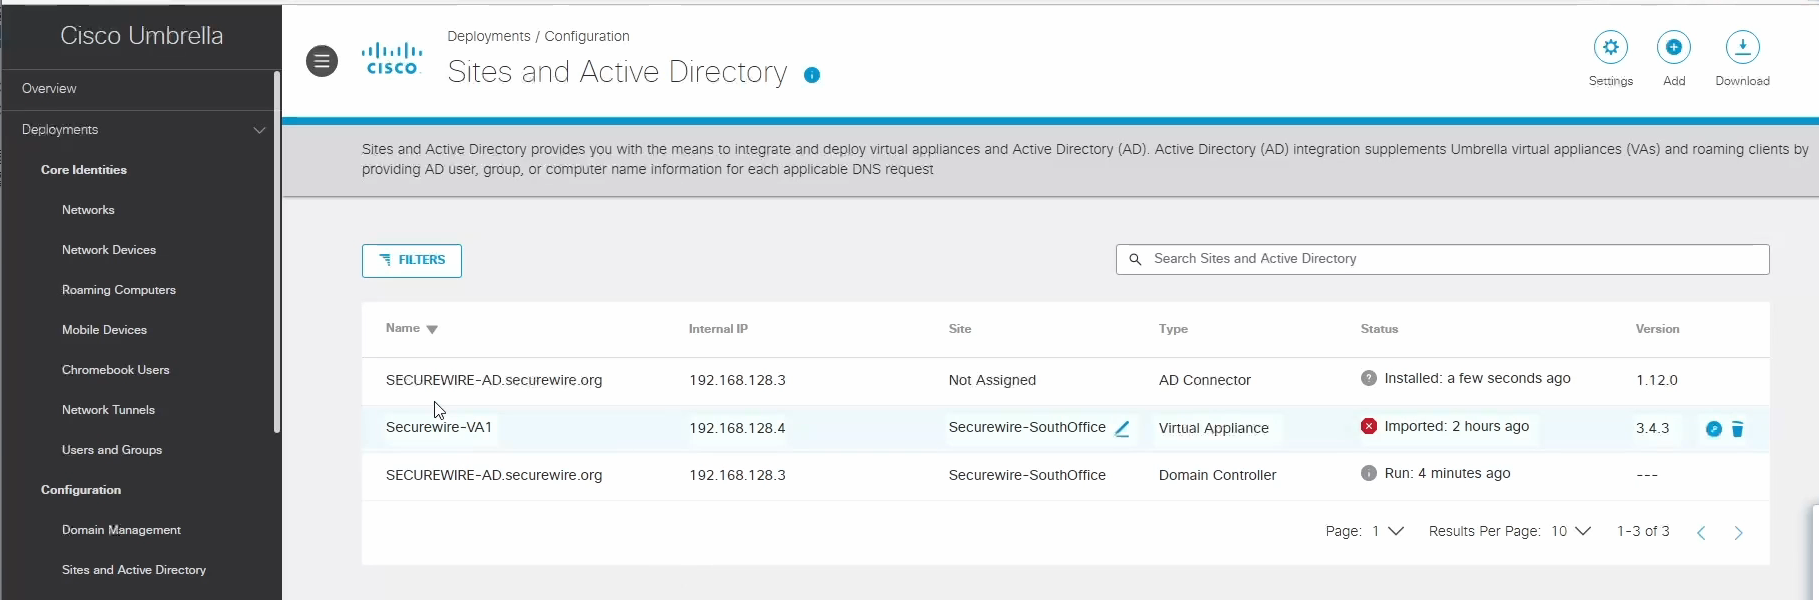 Cisco Umbrella
Overview
Deployments
Core Identities
Networks
Network Devices
Roaming Computers
Mobile Devices
Chromebook Users
Network Tunnels
Users and Groups
Configuration
Domain Management
Sites and Active Directory
CISCO
Deployments / Configuration
Sites and Active Directory
Settings
Add
Download
Sites and Active Directory provides you with the means to integrate and deploy virtual appliances and Active Directory (AD). Active Directory (AD) integration supplements Umbrella virtual appliances (VAs) and roaming clients by
providing AD user, group, or computer name information for each applicable DNS request
FILTERS
Search Sites and Active Directory
Name Internal IP Site Type Status Version
SECUREWIRE-AD.securewire.org 192.168.128.3 Not Assigned AD Connector Installed: a few seconds ago 1.12.0
Securewire-VA1 192.168.128.4 Securewire-SouthOffice Virtual Appliance Imported: 2 hours ago 3.4.3
SECUREWIRE-AD.securewire.org 192.168.128.3 Securewire-SouthOffice Domain Controller Run: 4 minutes ago ---
Page: 1 Results Per Page: 10 1-3 of 3